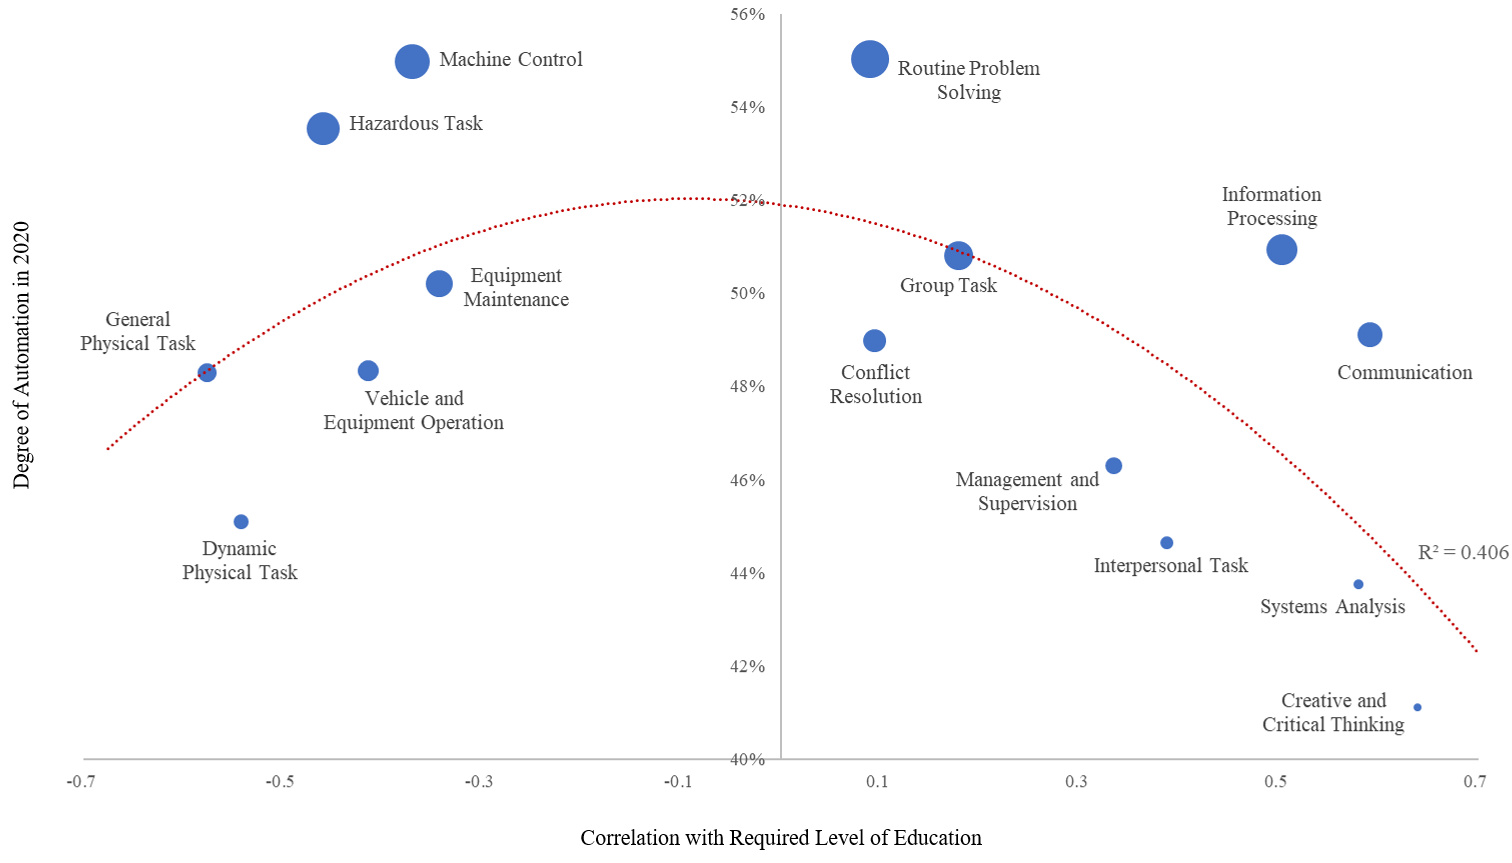 56%
Machine Control
Routine Problem
Solving
54%
Hazardous Task
Information
Processing
52%
Equipment
Maintenance
Group Task
50%
General
Physical Task
Conflict
Resolution
Communication
48%
Vehicle and
Equipment Operation
Degree of Automation in 2020
46%
Management and
Supervision
Dynamic
Physical Task
Interpersonal Task
R² = 0.406
44%
Systems Analysis
42%
Creative and
Critical Thinking
40%
-0.7
-0.5
-0.3
-0.1
0.1
0.3
0.5
0.7
Correlation with Required Level of Education